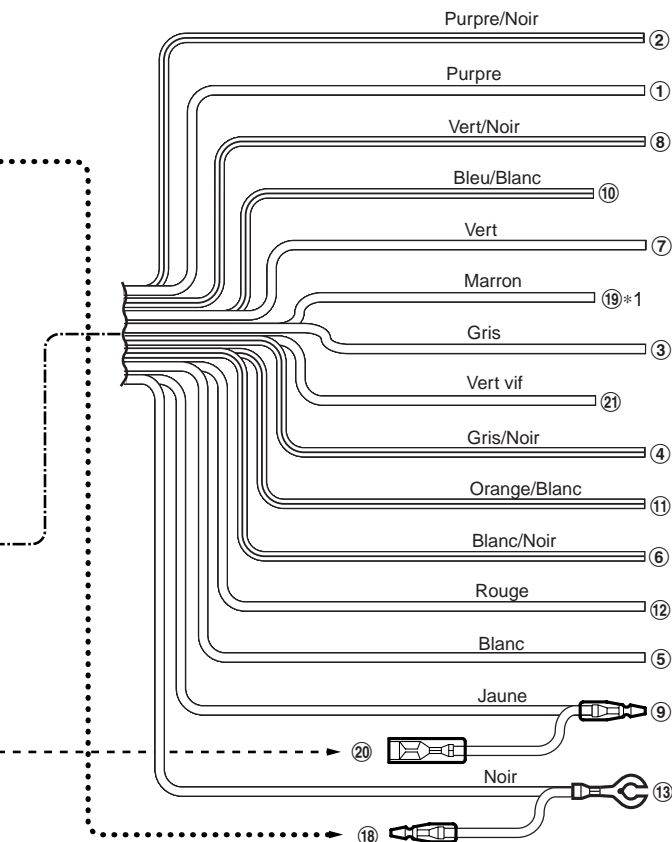 Purpre/Noir
②
Purpre
①
Vert/Noir
⑧
Bleu/Blanc
⑩
Vert
⑦
Marron
⑲*1
Gris
③
Vert vif
㉑
Gris/Noir
④
Orange/Blanc
⑪
Blanc/Noir
⑥
Rouge
⑫
Blanc
⑤
Jaune
⑨
⑳
Noir
⑬
⑱